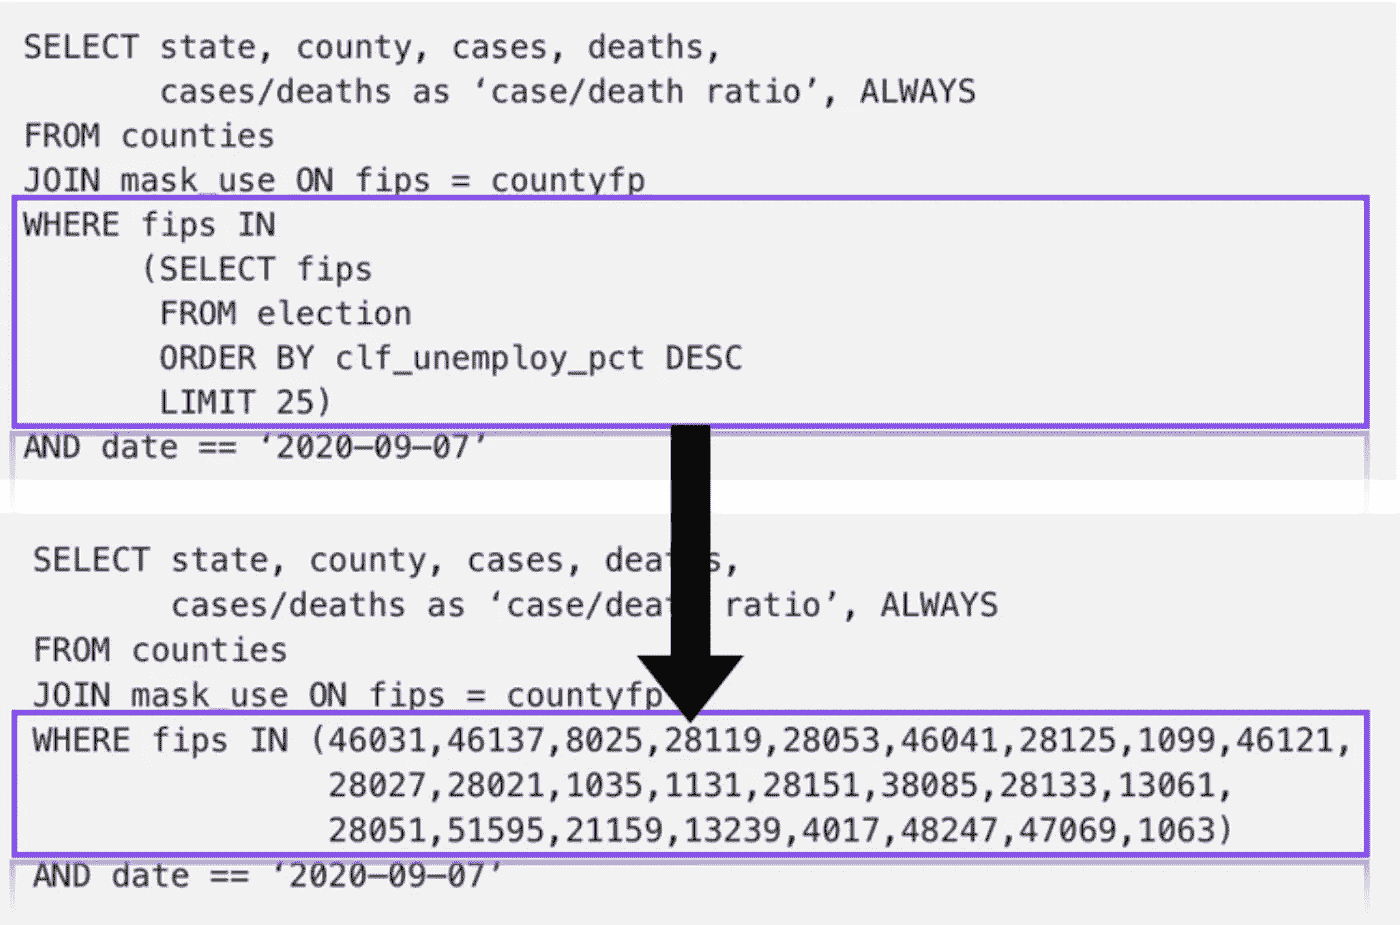 SELECT state, county, cases, deaths,
cases/deaths as ‘case/death ratio’, ALWAYS
FROM counties
JOIN mask_use ON fips = countyfp
WHERE fips IN
(SELECT fips
FROM election
ORDER BY clf_unemploy_pct DESC
LIMIT 25)
AND date == ‘2020–09–07’
SELECT state, county, cases, deaths,
cases/deaths as ‘case/death ratio’, ALWAYS
FROM counties
JOIN mask_use ON fips = countyfp
WHERE fips IN (46031,46137,8025,28119,28053,46041,28125,1099,46121,
28027,28021,1035,1131,28151,38085,28133,13061,
28051,51595,21159,13239,4017,48247,47069,1063)
AND date == ‘2020–09–07’